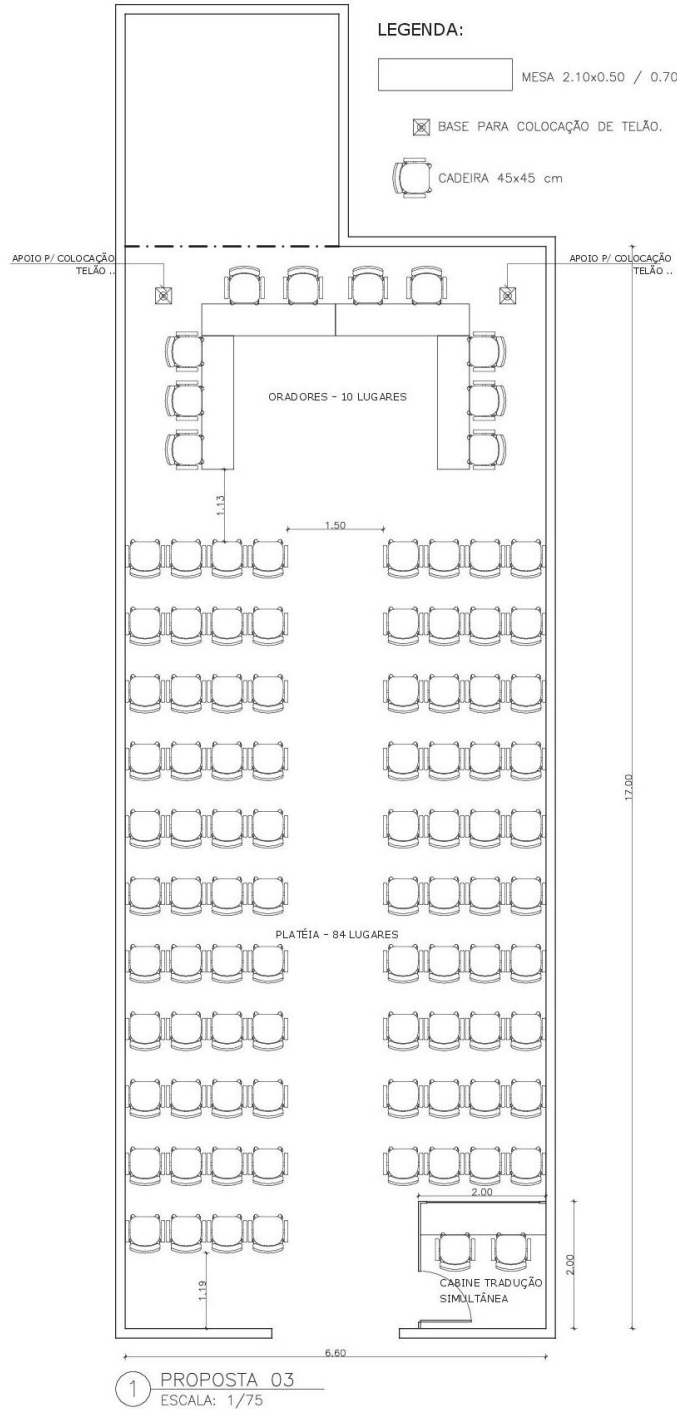 LEGENDA:
MESA 2.10x0.50 / 0.70
BASE PARA COLOCAÇÃO DE TELÃO.
CADEIRA 45x45 cm
APOIO P/ COLOCAÇÃO
TELÃO ..
APOIO P/ COLOCAÇÃO
TELÃO ..
ORADORES - 10 LUGARES
1.13
1.50
17.00
PLATÉIA - 84 LUGARES
2.00
2.00
CABINE TRADUÇÃO
SIMULTÂNEA
1.19
6.60
1 PROPOSTA 03
ESCALA: 1/75